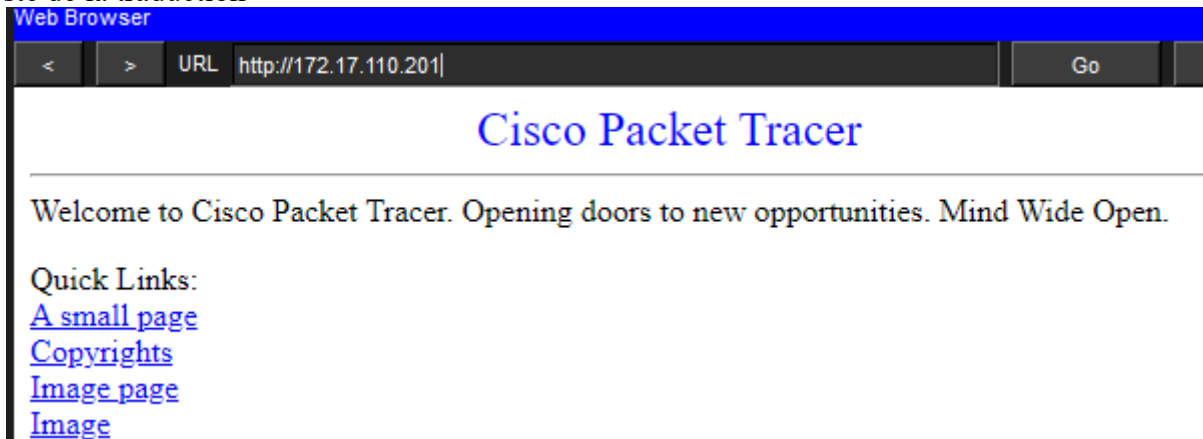 Web Browser
< > URL http://172.17.110.201 Go
Cisco Packet Tracer
Welcome to Cisco Packet Tracer. Opening doors to new opportunities. Mind Wide Open.
Quick Links:
A small page
Copyrights
Image page
Image